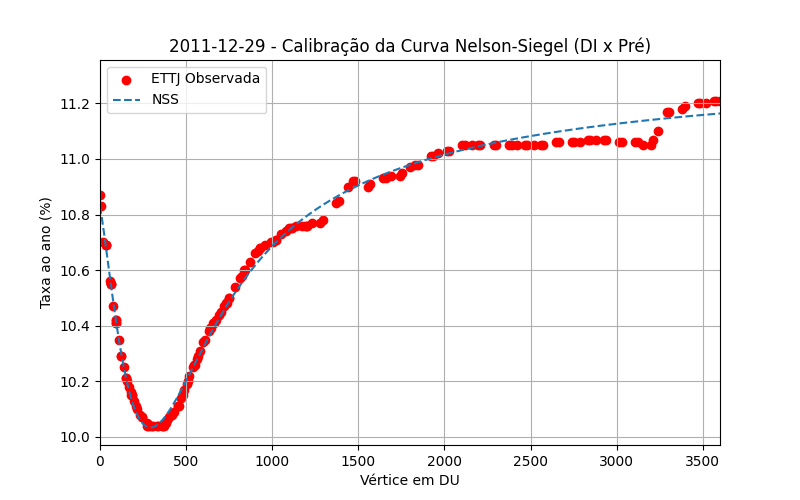 2011-12-29 - Calibração da Curva Nelson-Siegel (DI x Pré)
ETTJ Observada
NSS
Taxa ao ano (%)
11.2
11.0
10.8
10.6
10.4
10.2
10.0
0 500 1000 1500 2000 2500 3000 3500
Vértice em DU